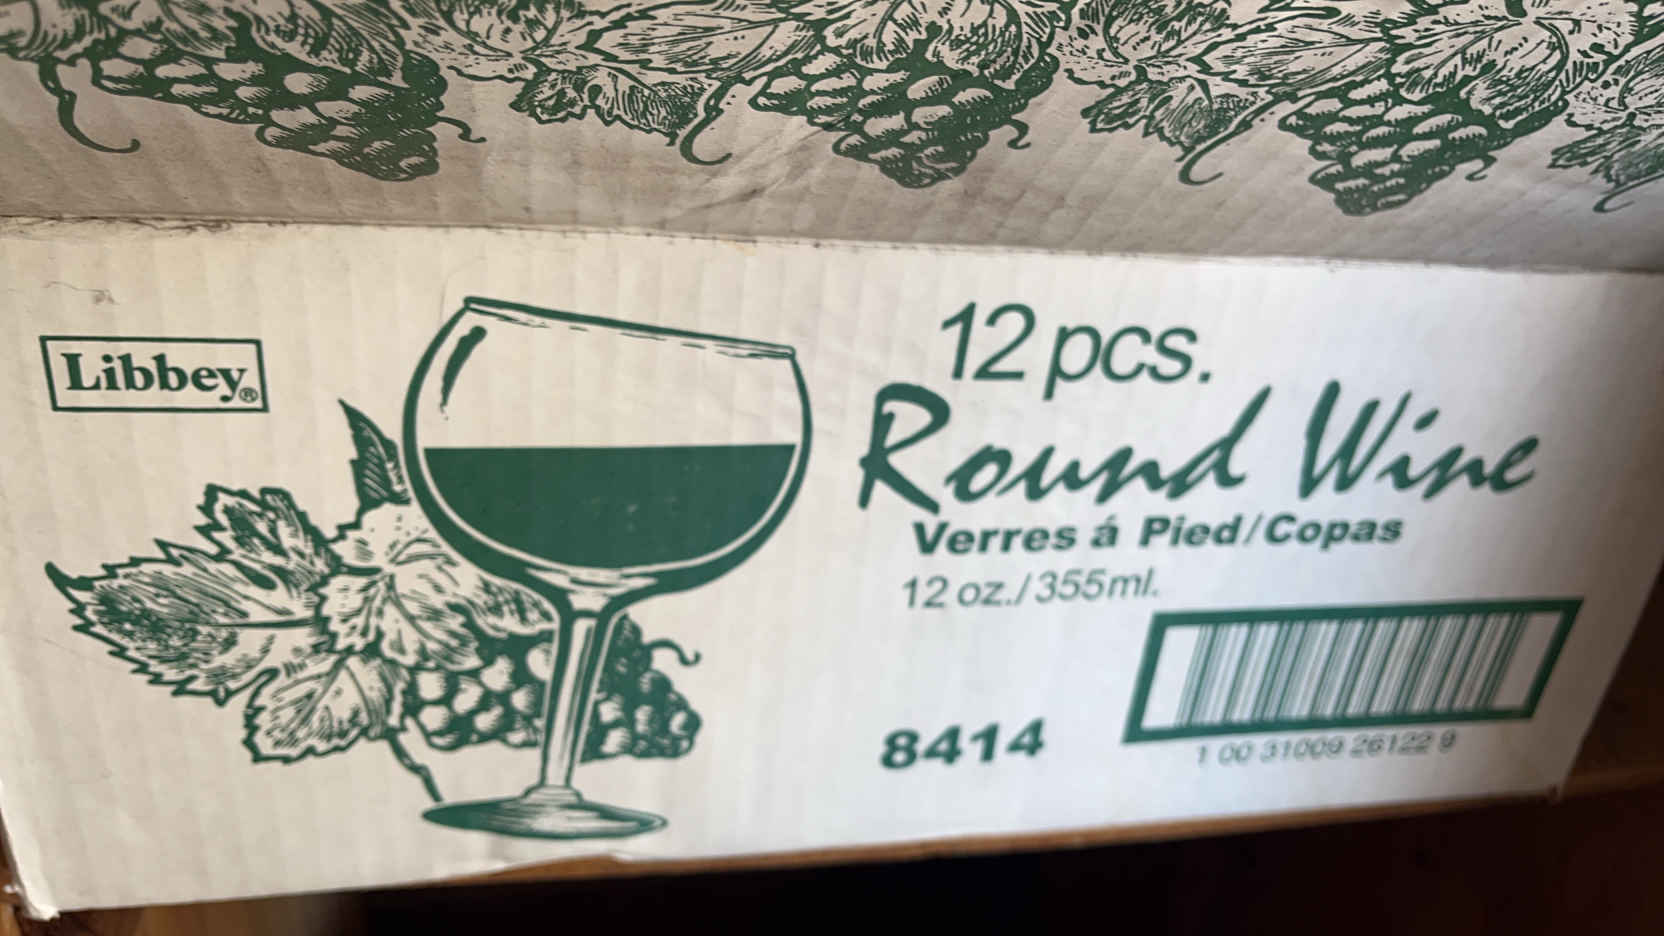 Libbey®
12 pcs.
Round Wine
Verres á Pied/Copas
12 oz./355ml.
8414
1 00 31009 26122 9